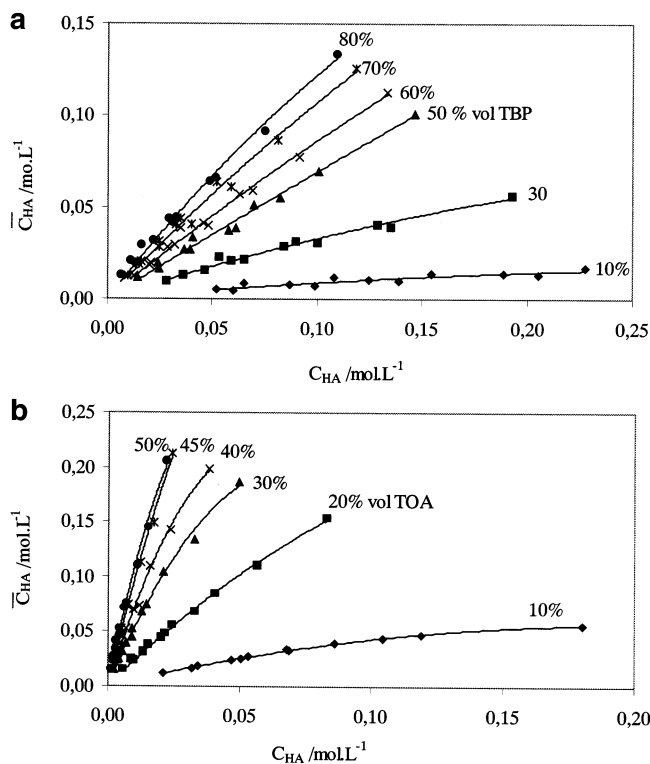 a
0,15
0,10
0,05
0,00
C̅HA /mol.L-1
80%
70%
60%
50 % vol TBP
30
10%
0,00 0,05 0,10 0,15 0,20 0,25
CHA /mol.L-1
b
0,25
0,20
0,15
0,10
0,05
0,00
C̅HA /mol.L-1
50% 45% 40%
30%
20% vol TOA
10%
0,00 0,05 0,10 0,15 0,20
CHA /mol.L-1